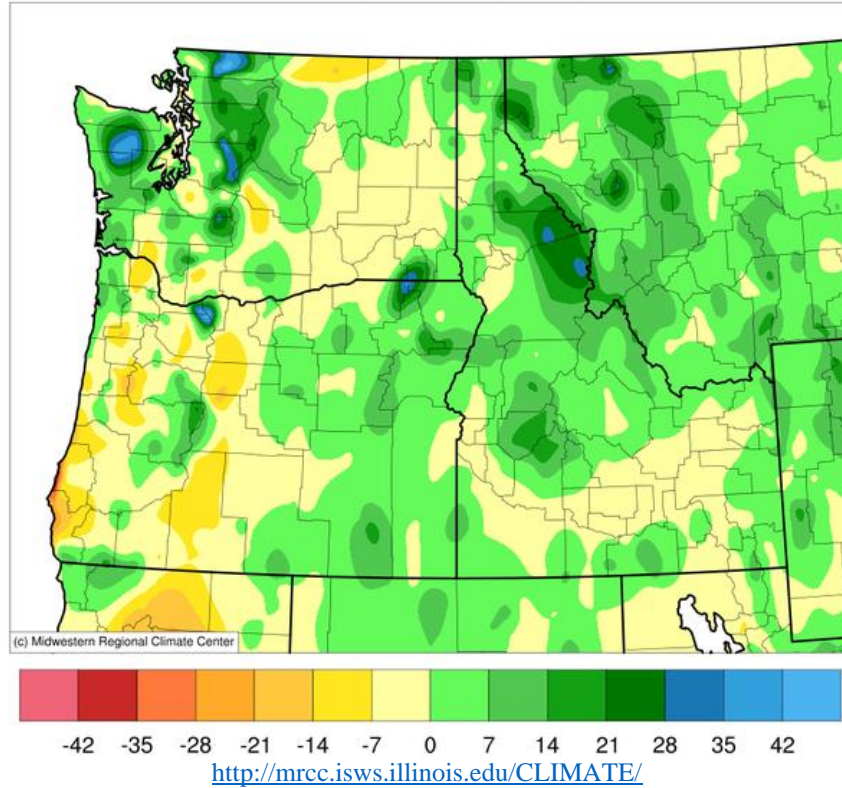 (c) Midwestern Regional Climate Center
-42 -35 -28 -21 -14 -7 0 7 14 21 28 35 42
http://mrcc.isws.illinois.edu/CLIMATE/